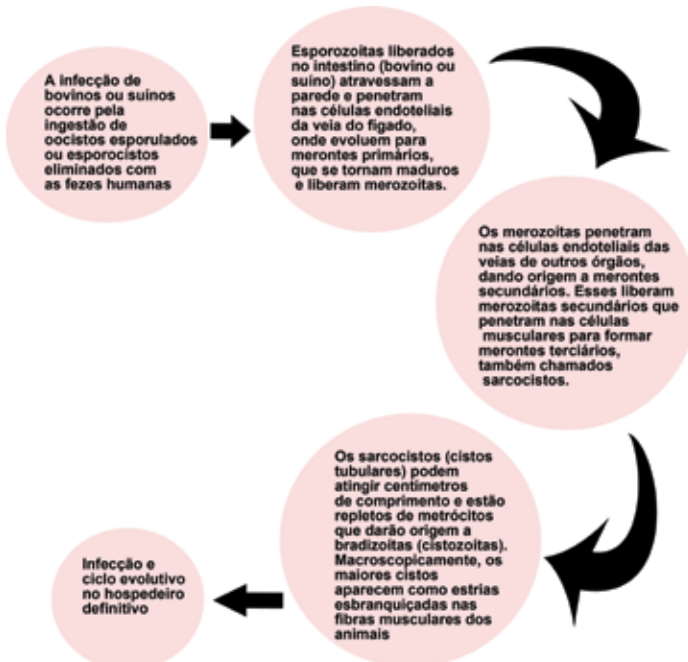 A infecção de
bovinos ou suínos
ocorre pela
ingestão de
oocistos esporulados
ou esporocistos
eliminados com
as fezes humanas
Esporozoitas liberados
no intestino (bovino ou
suíno) atravessam a
parede e penetram
nas células endoteliais
da veia do fígado,
onde evoluem para
merontes primários,
que se tornam maduros
e liberam merozoitas.
Os merozoitas penetram
nas células endoteliais das
veias de outros órgãos,
dando origem a merontes
secundários. Esses liberam
merozoitas secundários que
penetram nas células
musculares para formar
merontes terciários,
também chamados
sarcocistos.
Os sarcocistos (cistos
tubulares) podem
atingir centímetros
de comprimento e estão
repletos de metrócitos
que darão origem a
bradizoitas (cistozoitas).
Macroscopicamente, os
maiores cistos
aparecem como estrias
esbranquiçadas nas
fibras musculares dos
animais
Infecção e
ciclo evolutivo
no hospedeiro
definitivo